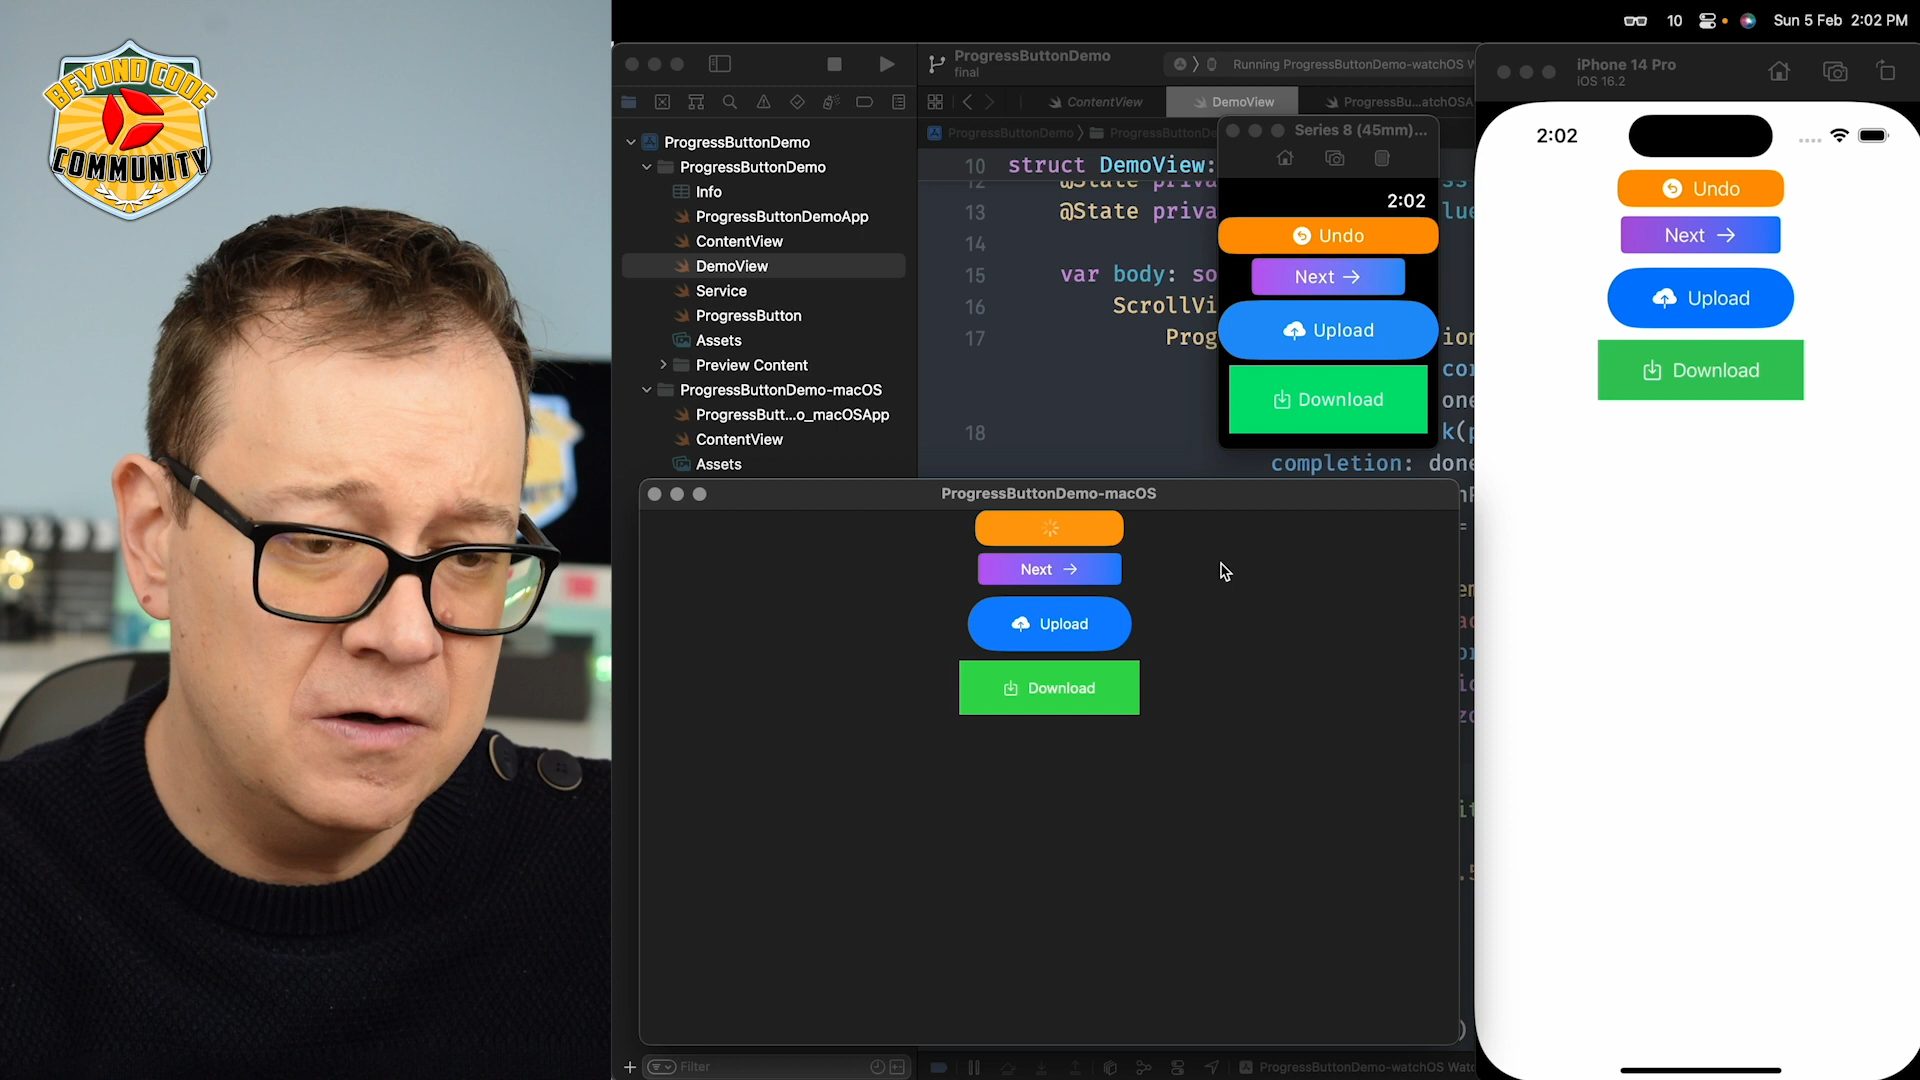 BEYOND CODE
COMMUNITY
10
Sun 5 Feb 2:02 PM
ProgressButtonDemo
final
Running ProgressButtonDemo-watchOS W
ContentView
DemoView
ProgressBu...atchOSA
ProgressButtonDemo
ProgressButtonDe
10 struct DemoView:
13 @State priva
14
15 var body: so
16 ScrollVi
17 Prog
18
completion: done
ProgressButtonDemo
ProgressButtonDemo
Info
ProgressButtonDemoApp
ContentView
DemoView
Service
ProgressButton
Assets
Preview Content
ProgressButtonDemo-macOS
ProgressButt...o_macOSApp
ContentView
Assets
Filter
ProgressButtonDemo-watchOS Watc
Series 8 (45mm)...
2:02
Undo
Next
Upload
Download
ProgressButtonDemo-macOS
Next
Upload
Download
iPhone 14 Pro
iOS 16.2
2:02
Undo
Next
Upload
Download